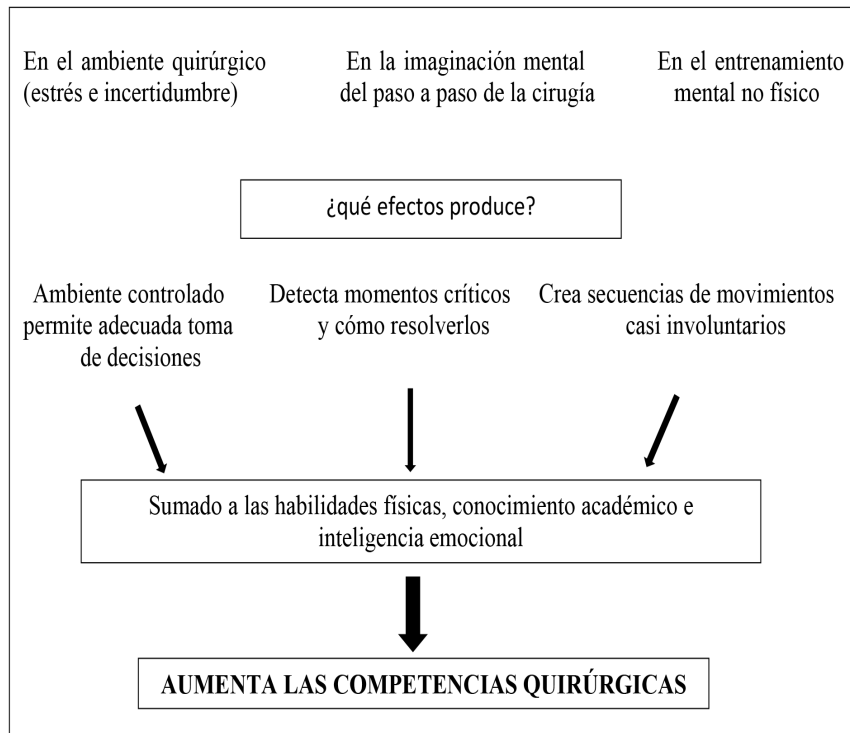 En el ambiente quirúrgico
(estrés e incertidumbre)
En la imaginación mental
del paso a paso de la cirugía
En el entrenamiento
mental no físico
¿qué efectos produce?
Ambiente controlado
permite adecuada toma
de decisiones
Detecta momentos críticos
y cómo resolverlos
Crea secuencias de movimientos
casi involuntarios
Sumado a las habilidades físicas, conocimiento académico e
inteligencia emocional
AUMENTA LAS COMPETENCIAS QUIRÚRGICAS